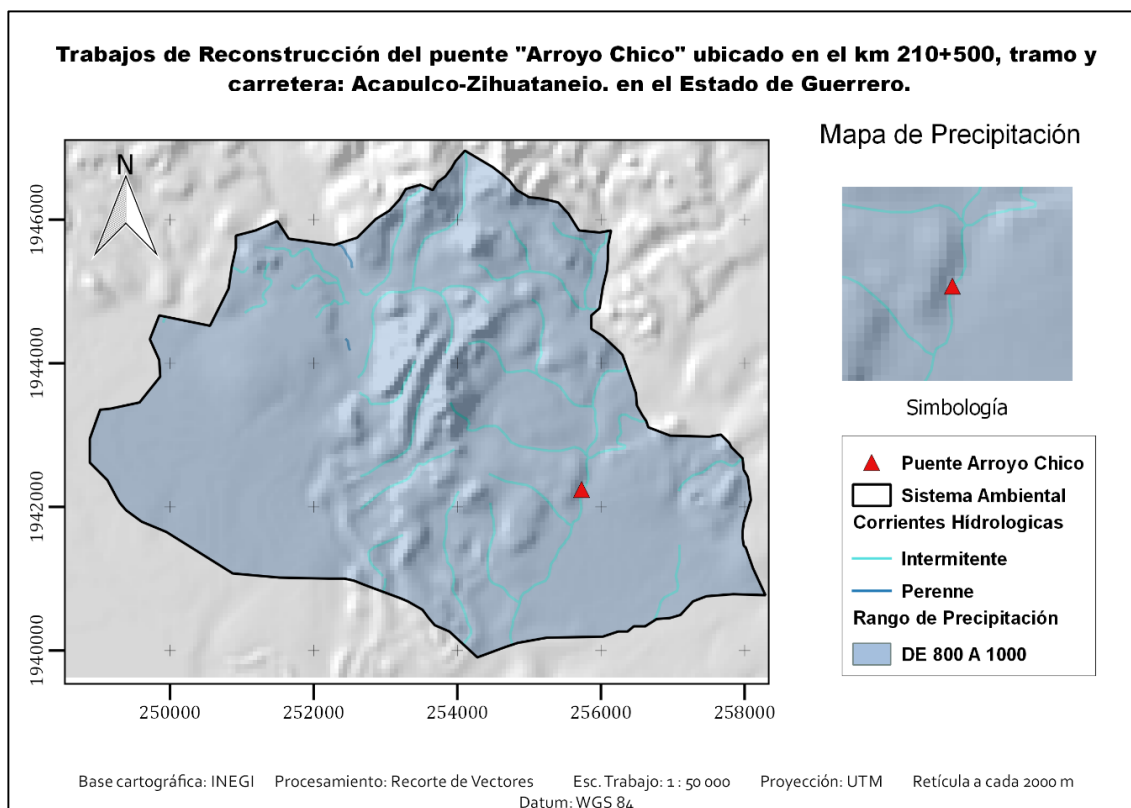 Trabajos de Reconstrucción del puente "Arroyo Chico" ubicado en el km 210+500, tramo y
carretera: Acapulco-Zihuatanejo, en el Estado de Guerrero.
Mapa de Precipitación
N
1946000
1944000
1942000
1940000
250000 252000 254000 256000 258000
Simbología
Puente Arroyo Chico
Sistema Ambiental
Corrientes Hídrologicas
Intermitente
Perenne
Rango de Precipitación
DE 800 A 1000
Base cartográfica: INEGI Procesamiento: Recorte de Vectores Esc. Trabajo: 1 : 50 000 Proyección: UTM Retícula a cada 2000 m
Datum: WGS 84